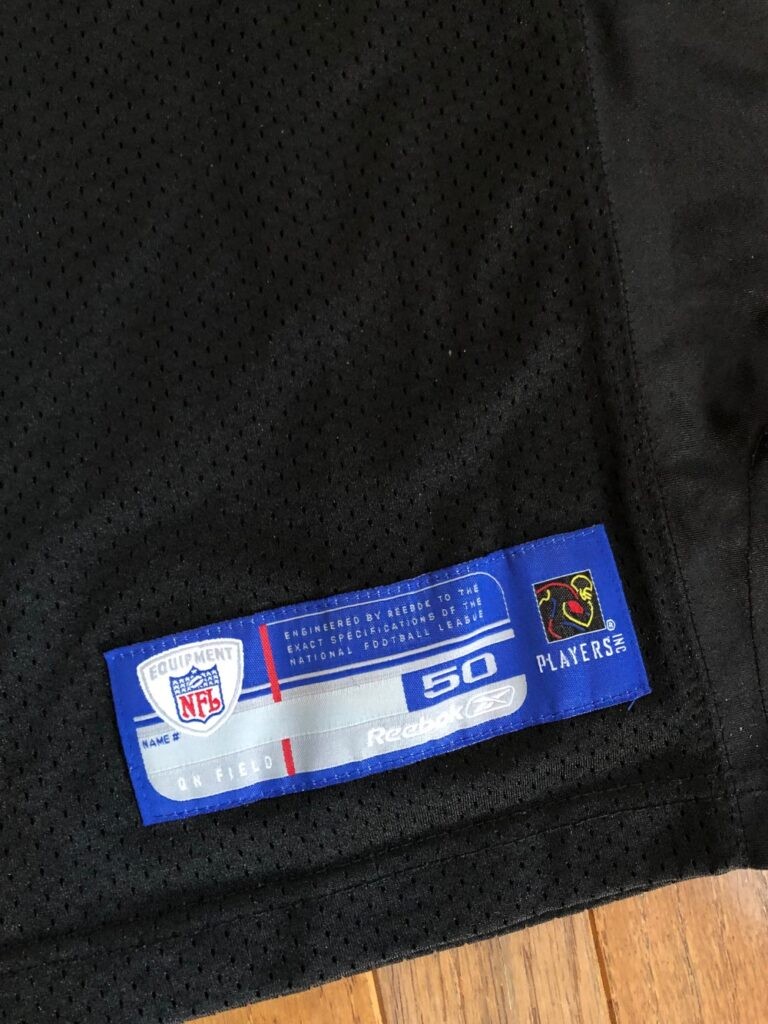 EQUIPMENT
NFL
ENGINEERED BY REEBOK TO THE
EXACT SPECIFICATIONS OF THE
NATIONAL FOOTBALL LEAGUE
50
NAME #
Reebok
ON FIELD
PLAYERS INC®